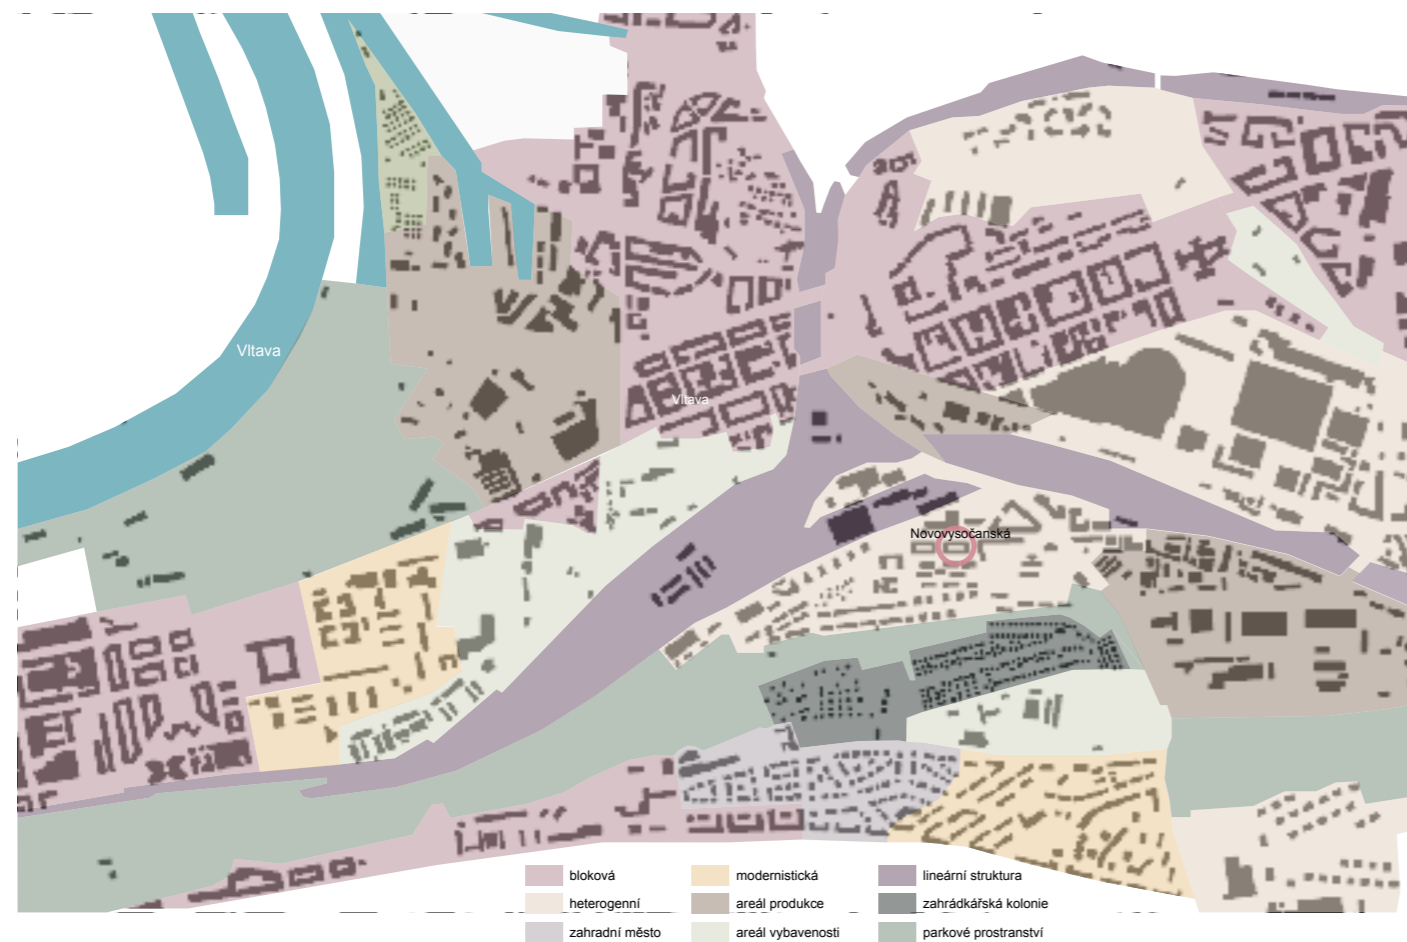 Vltava
Vltava
Novovysočanská
bloková
modernistická
lineární struktura
heterogenní
areál produkce
zahrádkářská kolonie
zahradní město
areál vybavenosti
parkové prostranství